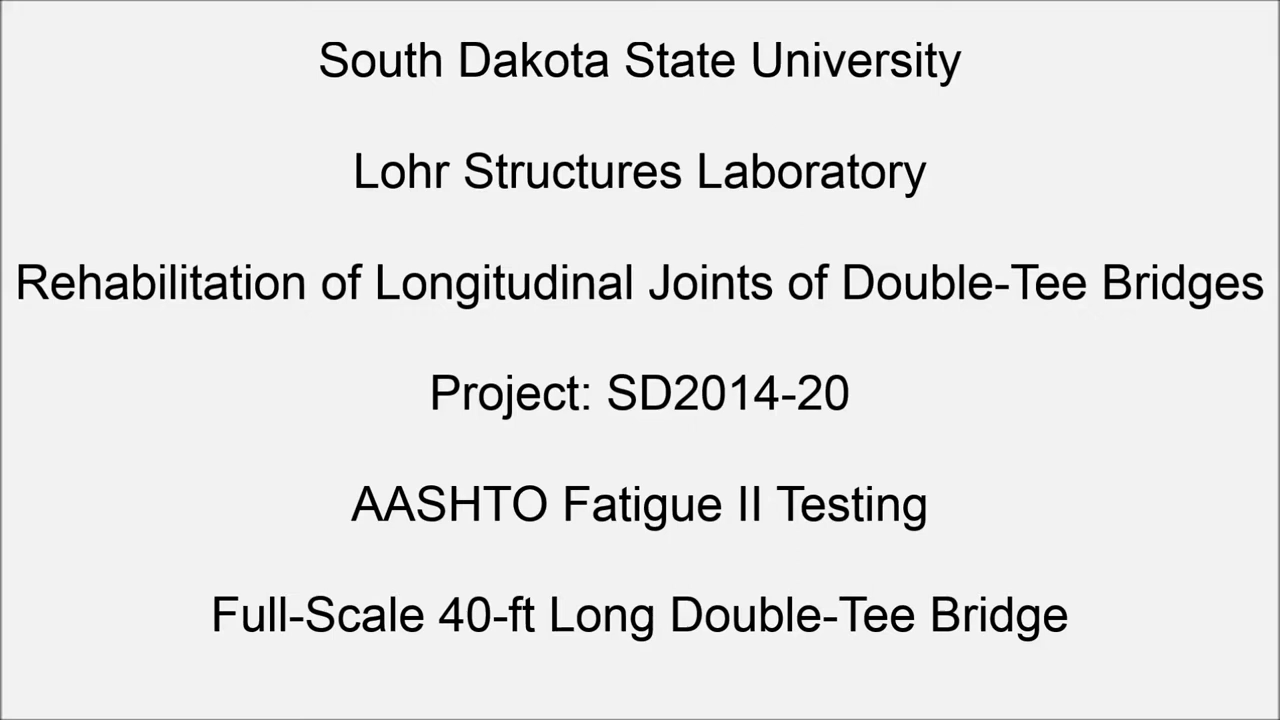 South Dakota State University
Lohr Structures Laboratory
Rehabilitation of Longitudinal Joints of Double-Tee Bridges
Project: SD2014-20
AASHTO Fatigue II Testing
Full-Scale 40-ft Long Double-Tee Bridge